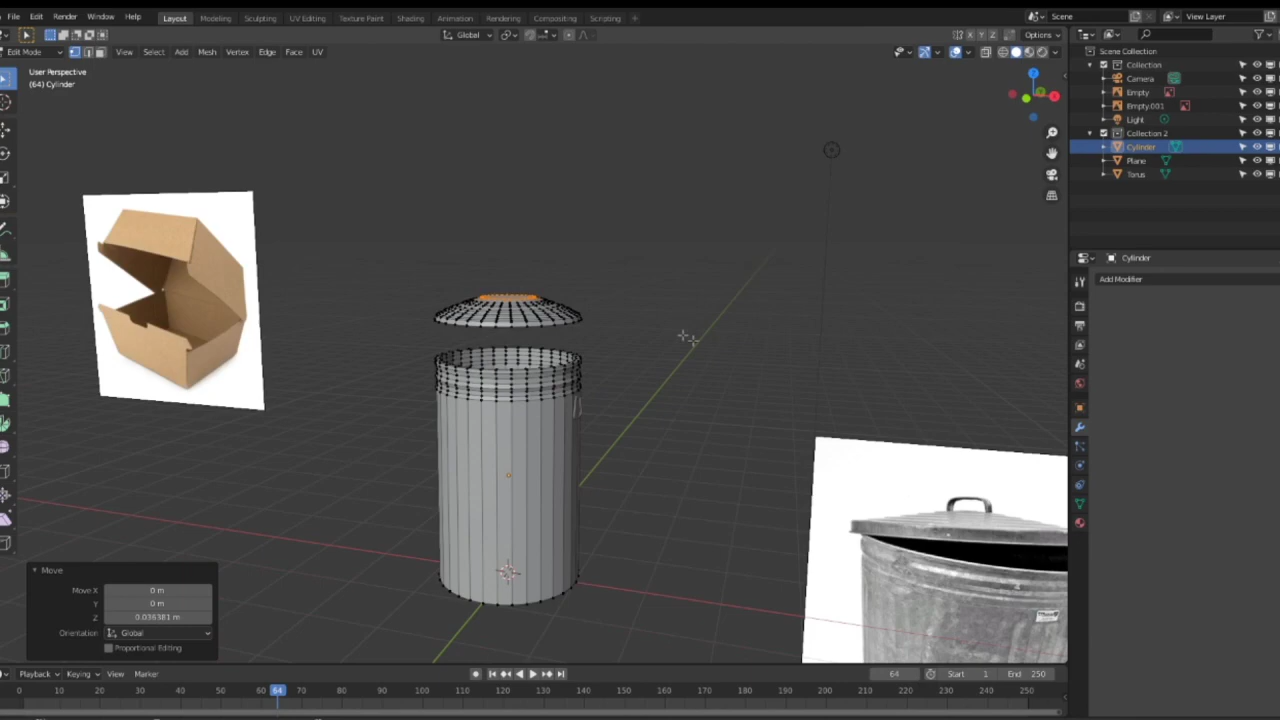 File Edit Render Window Help Layout Modeling Sculpting UV Editing Texture Paint Shading Animation Rendering Compositing Scripting + Scene View Layer
Global Options
Edit Mode View Select Add Mesh Vertex Edge Face UV
X Y Z
User Perspective
(64) Cylinder
Z
Scene Collection
Collection
Camera
Empty
Empty.001
Light
Collection 2
Cylinder
Plane
Torus
Cylinder
Add Modifier
Move
Move X 0 m
Y 0 m
Z 0.036381 m
Orientation Global
Proportional Editing
Playback Keying View Marker 64 Start 1 End 250
0 10 20 30 40 50 60 64 70 80 90 100 110 120 130 140 150 160 170 180 190 200 210 220 230 240 250